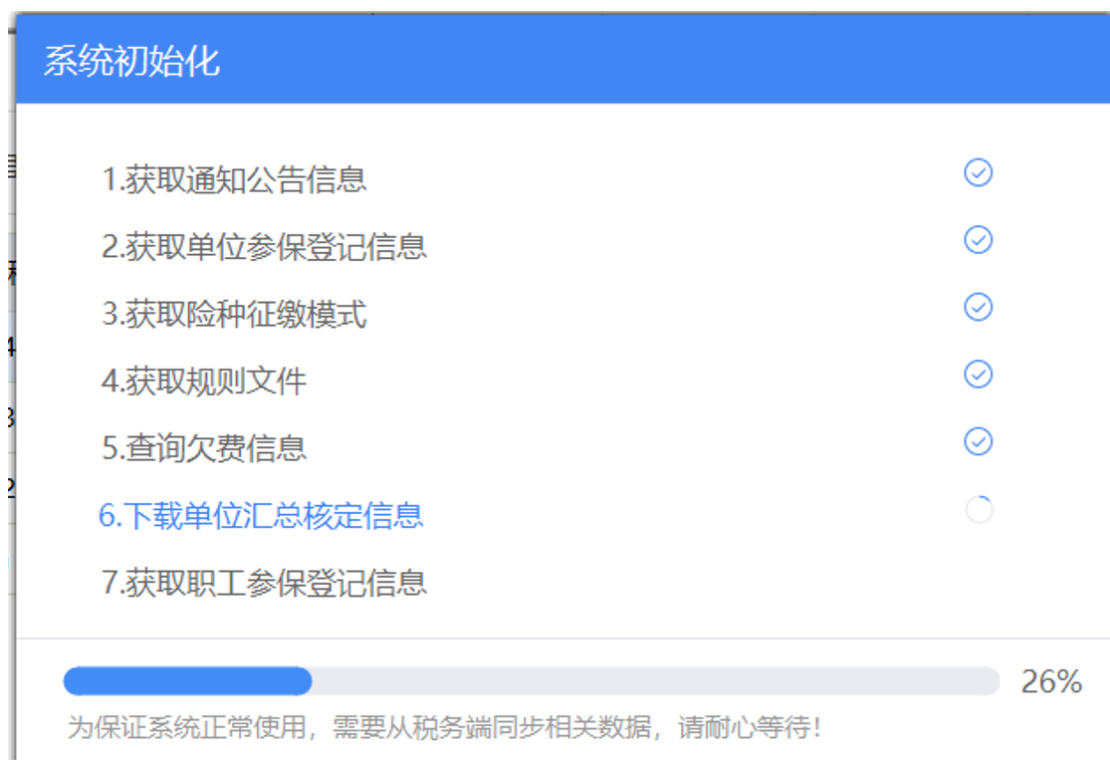 系统初始化
1.获取通知公告信息
2.获取单位参保登记信息
3.获取险种征缴模式
4.获取规则文件
5.查询欠费信息
6.下载单位汇总核定信息
7.获取职工参保登记信息
26%
为保证系统正常使用，需要从税务端同步相关数据，请耐心等待！